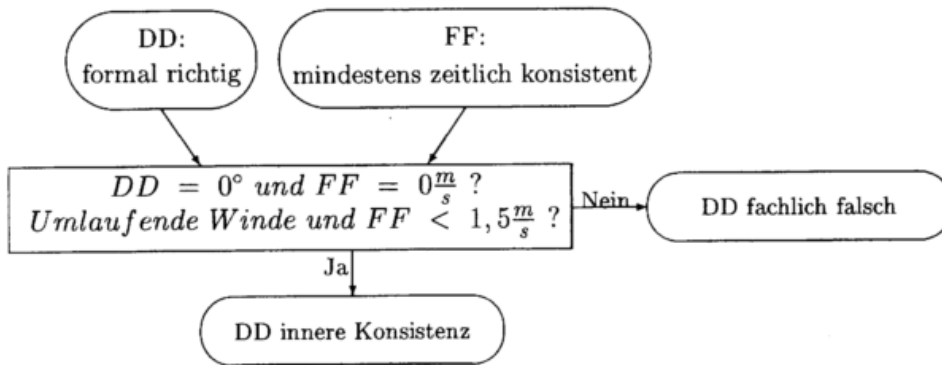 DD:
formal richtig
FF:
mindestens zeitlich konsistent
DD = 0° und FF = 0 m/s ?
Umlaufende Winde und FF < 1,5 m/s ?
Nein
DD fachlich falsch
Ja
DD innere Konsistenz